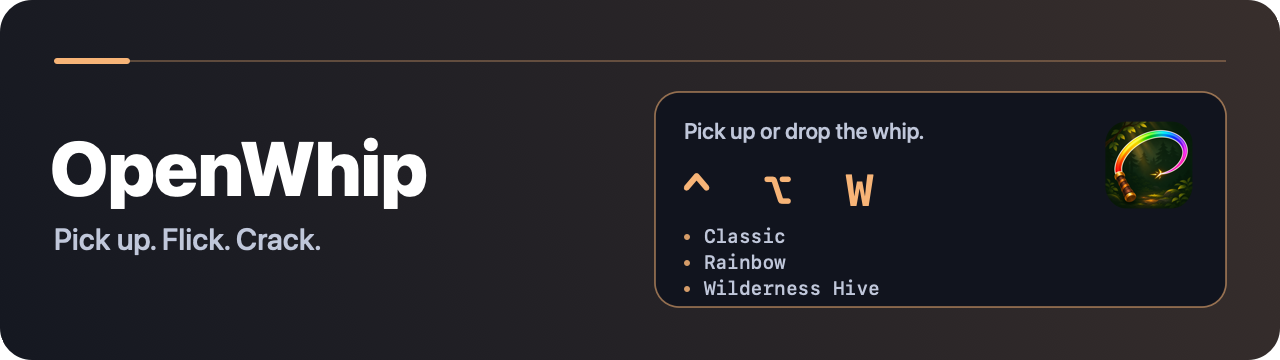 OpenWhip
Pick up. Flick. Crack.
Pick up or drop the whip.
⌃ ⌥ W
• Classic
• Rainbow
• Wilderness Hive